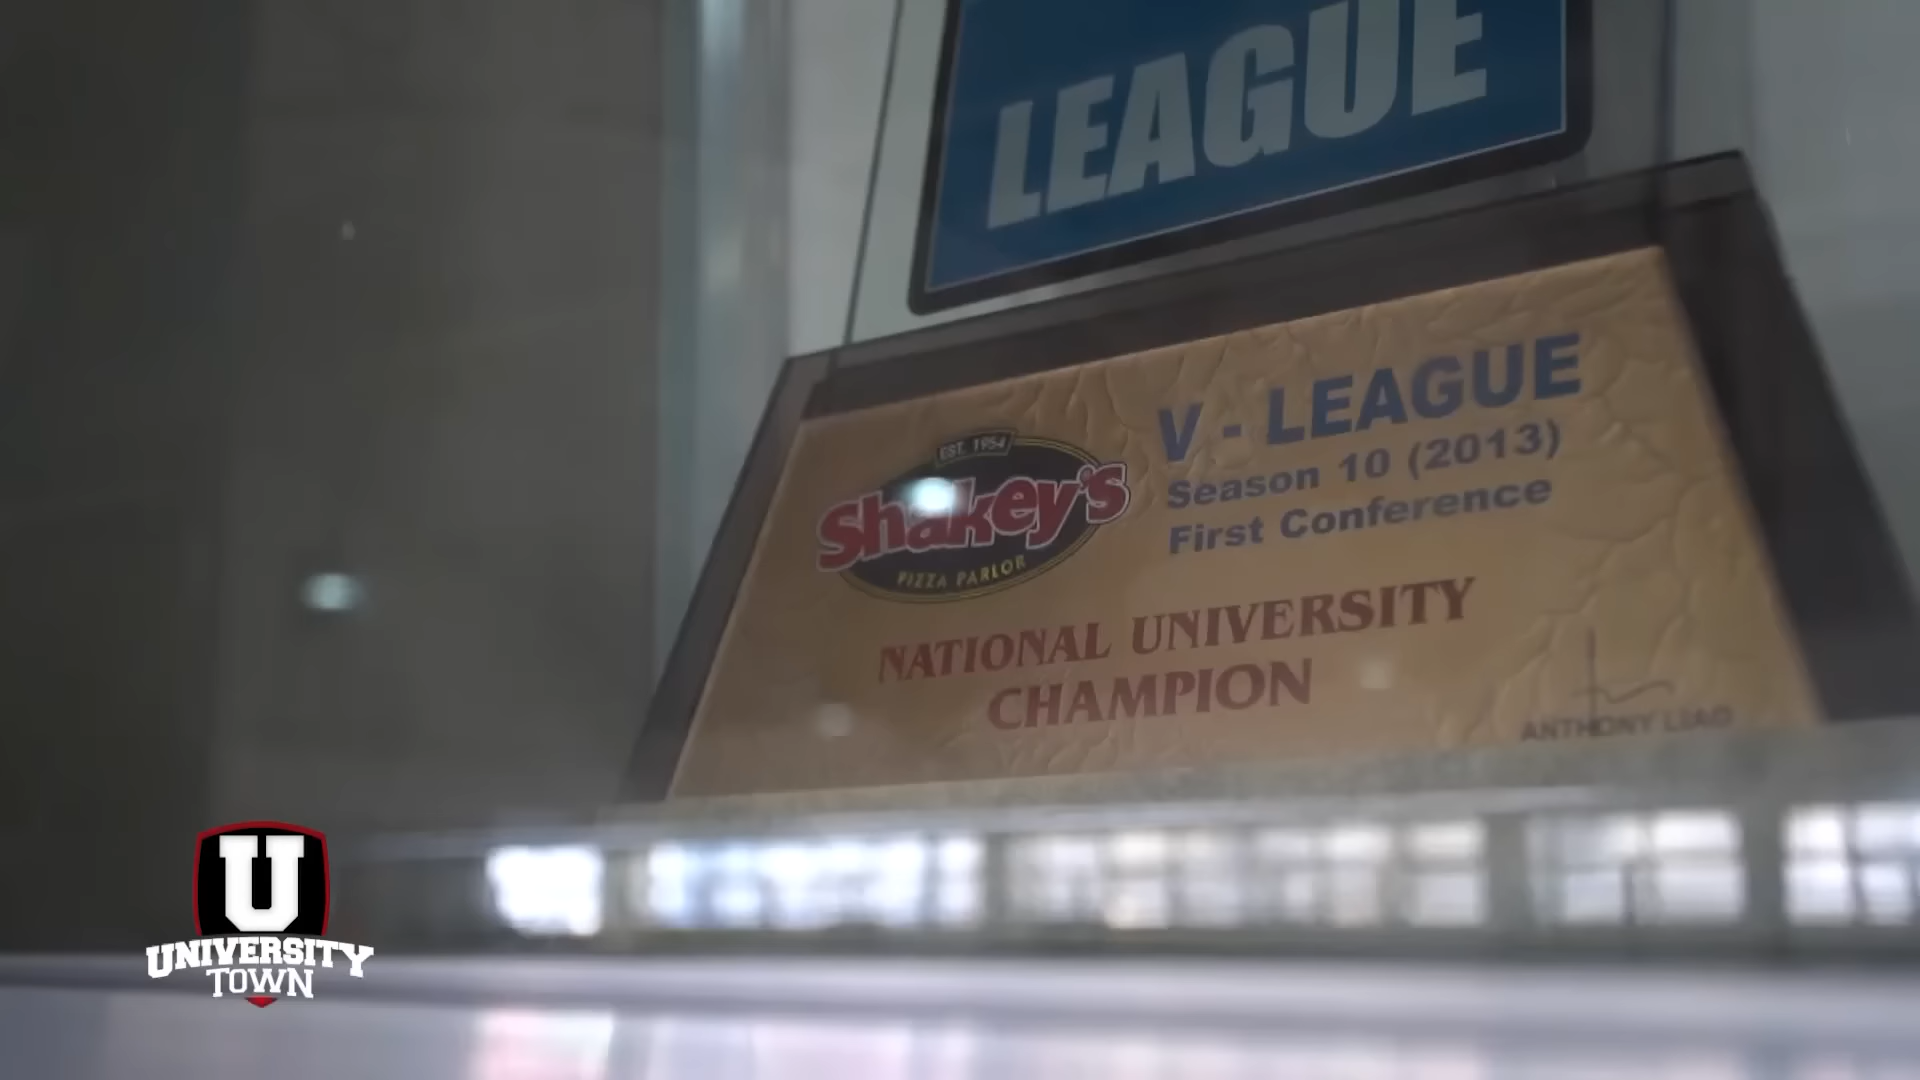 LEAGUE
EST. 1954
Shakey's
PIZZA PARLOR
V - LEAGUE
Season 10 (2013)
First Conference
NATIONAL UNIVERSITY
CHAMPION
ANTHONY LIAO
U
UNIVERSITY
TOWN